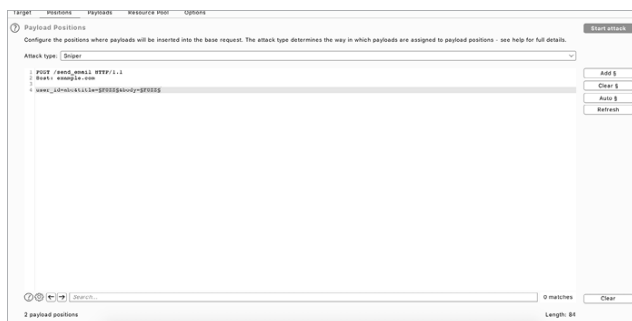 Target Positions Payloads Resource Pool Options
? Payload Positions
Start attack
Configure the positions where payloads will be inserted into the base request. The attack type determines the way in which payloads are assigned to payload positions - see help for full details.
Attack type: Sniper
1 POST /send_email HTTP/1.1
2 Host: example.com
3
4 user_id=abc&title=§FUZZ§&body=§FUZZ§
Add §
Clear §
Auto §
Refresh
? Search... 0 matches Clear
2 payload positions Length: 84